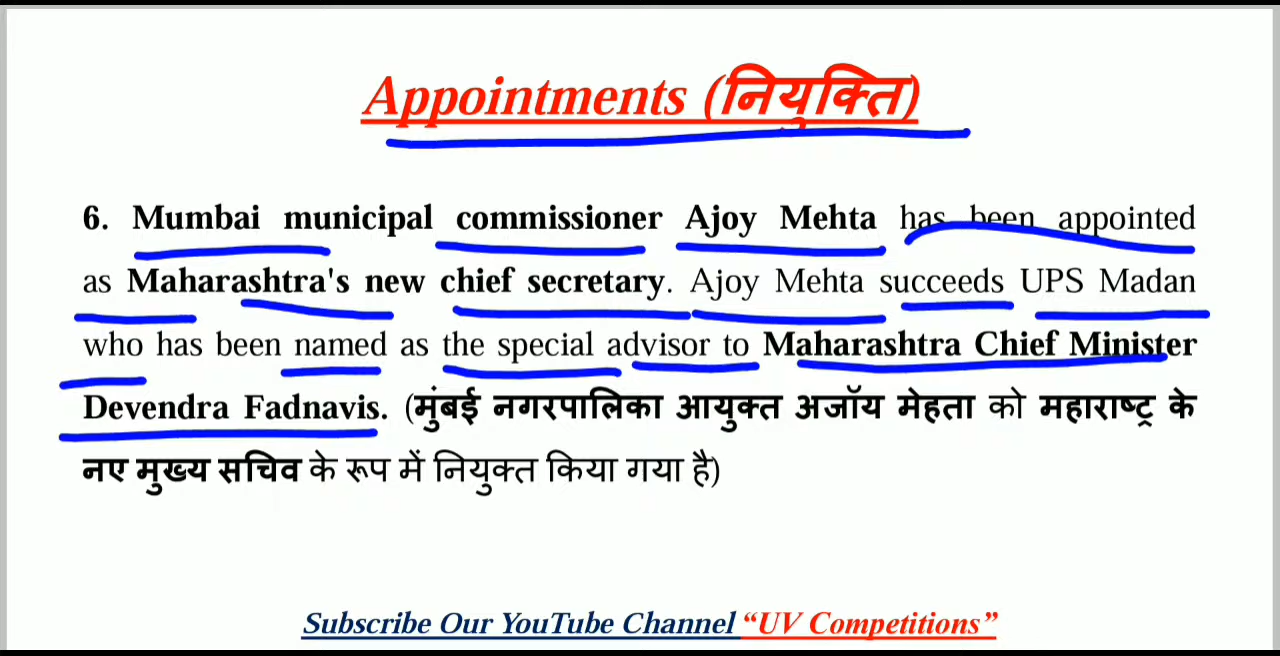 Appointments (नियुक्ति)
6. Mumbai municipal commissioner Ajoy Mehta has been appointed
as Maharashtra's new chief secretary. Ajoy Mehta succeeds UPS Madan
who has been named as the special advisor to Maharashtra Chief Minister
Devendra Fadnavis. (मुंबई नगरपालिका आयुक्त अजॉय मेहता को महाराष्ट्र के
नए मुख्य सचिव के रूप में नियुक्त किया गया है)
Subscribe Our YouTube Channel “UV Competitions”